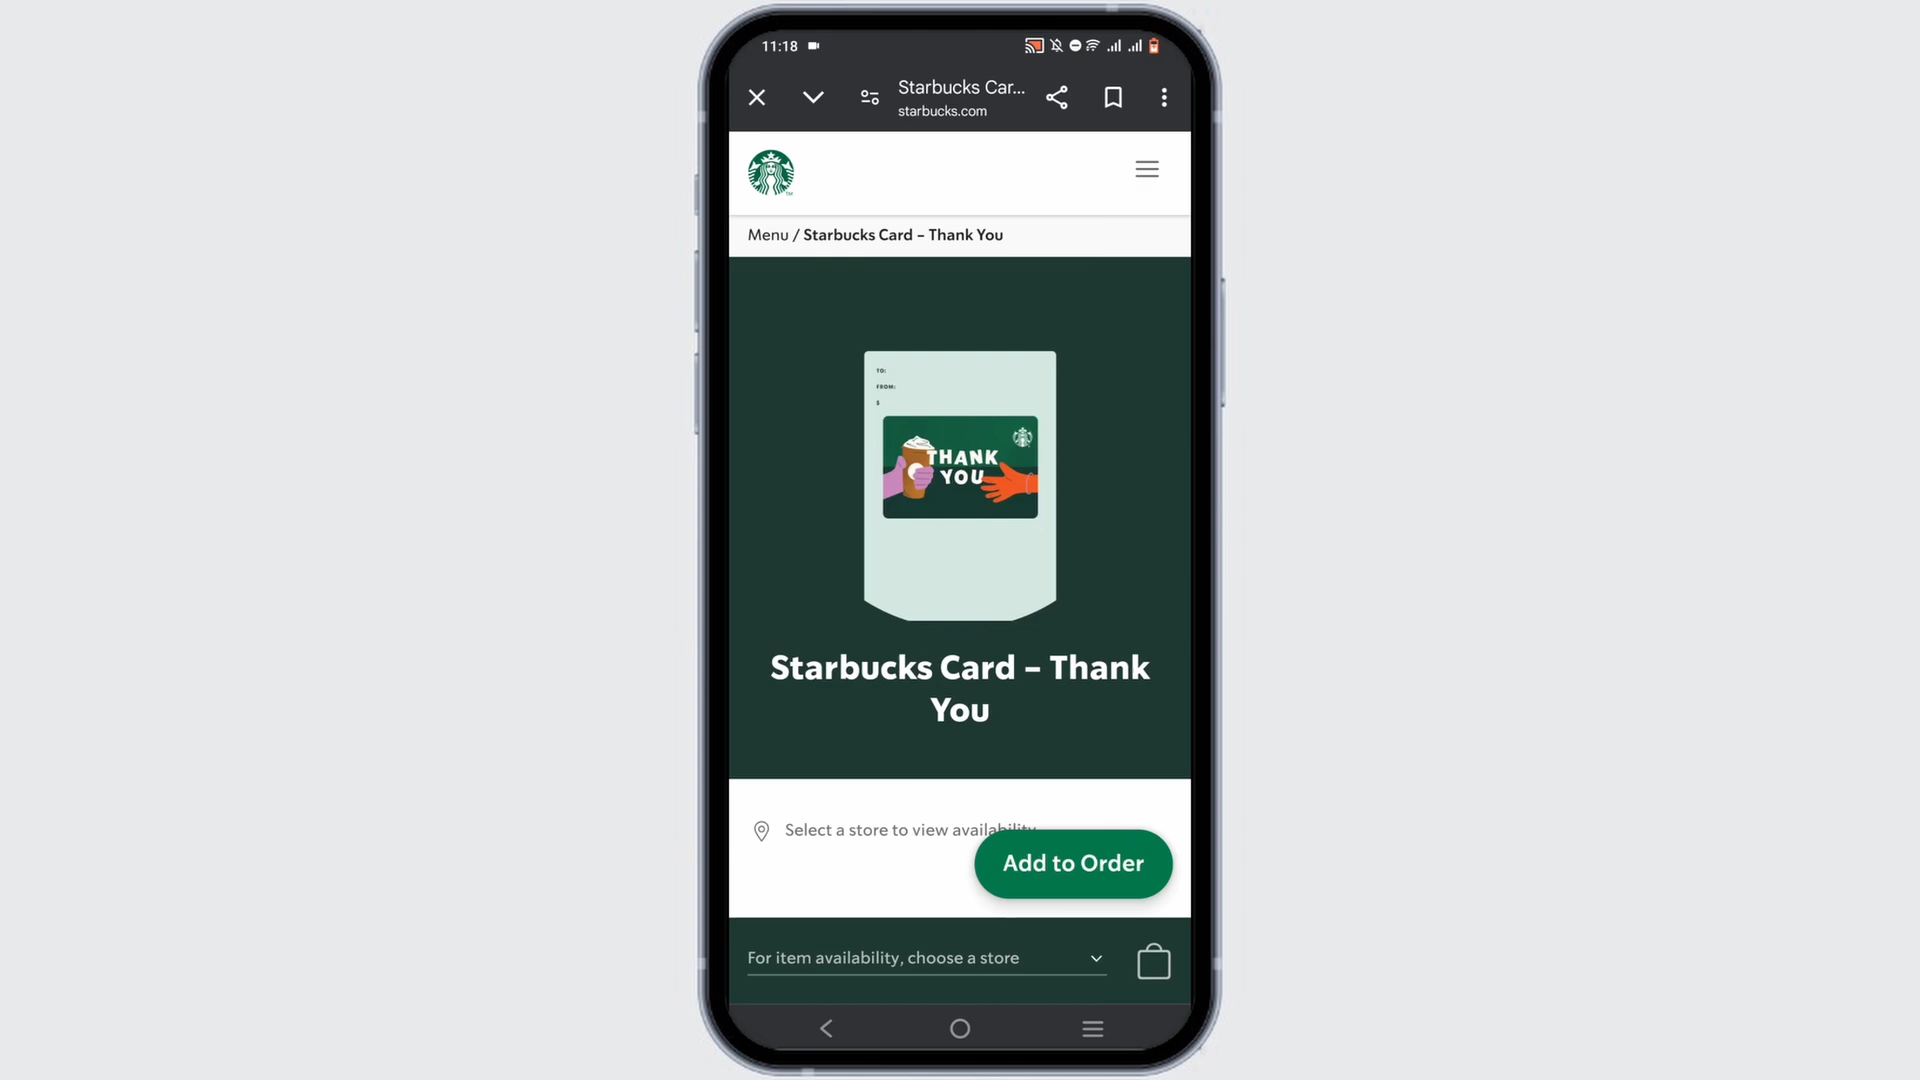 11:18
Starbucks Car...
starbucks.com
TM
Menu / Starbucks Card – Thank You
TO:
FROM:
$
THANK
YOU
Starbucks Card – Thank
You
Select a store to view availability
Add to Order
For item availability, choose a store